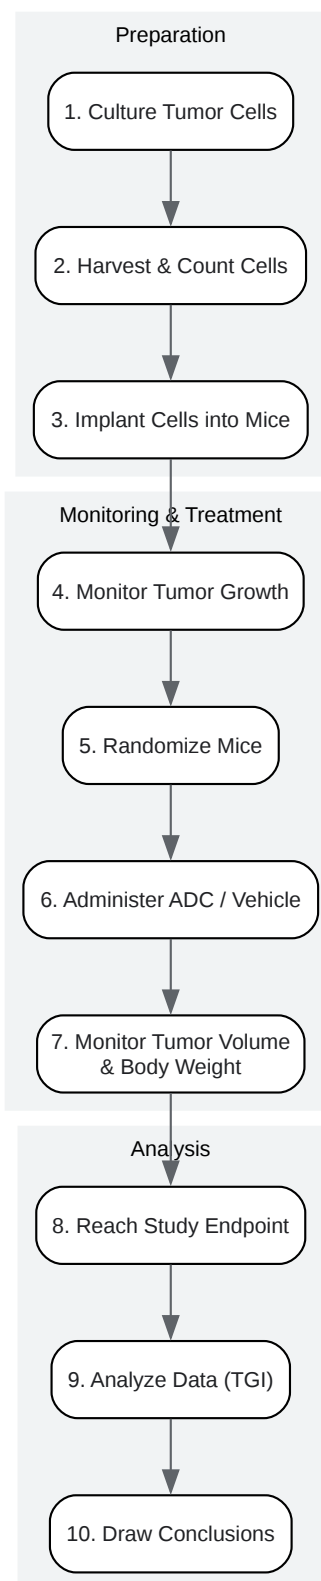 Preparation
1. Culture Tumor Cells
2. Harvest & Count Cells
3. Implant Cells into Mice
Monitoring & Treatment
4. Monitor Tumor Growth
5. Randomize Mice
6. Administer ADC / Vehicle
7. Monitor Tumor Volume
& Body Weight
Analysis
8. Reach Study Endpoint
9. Analyze Data (TGI)
10. Draw Conclusions